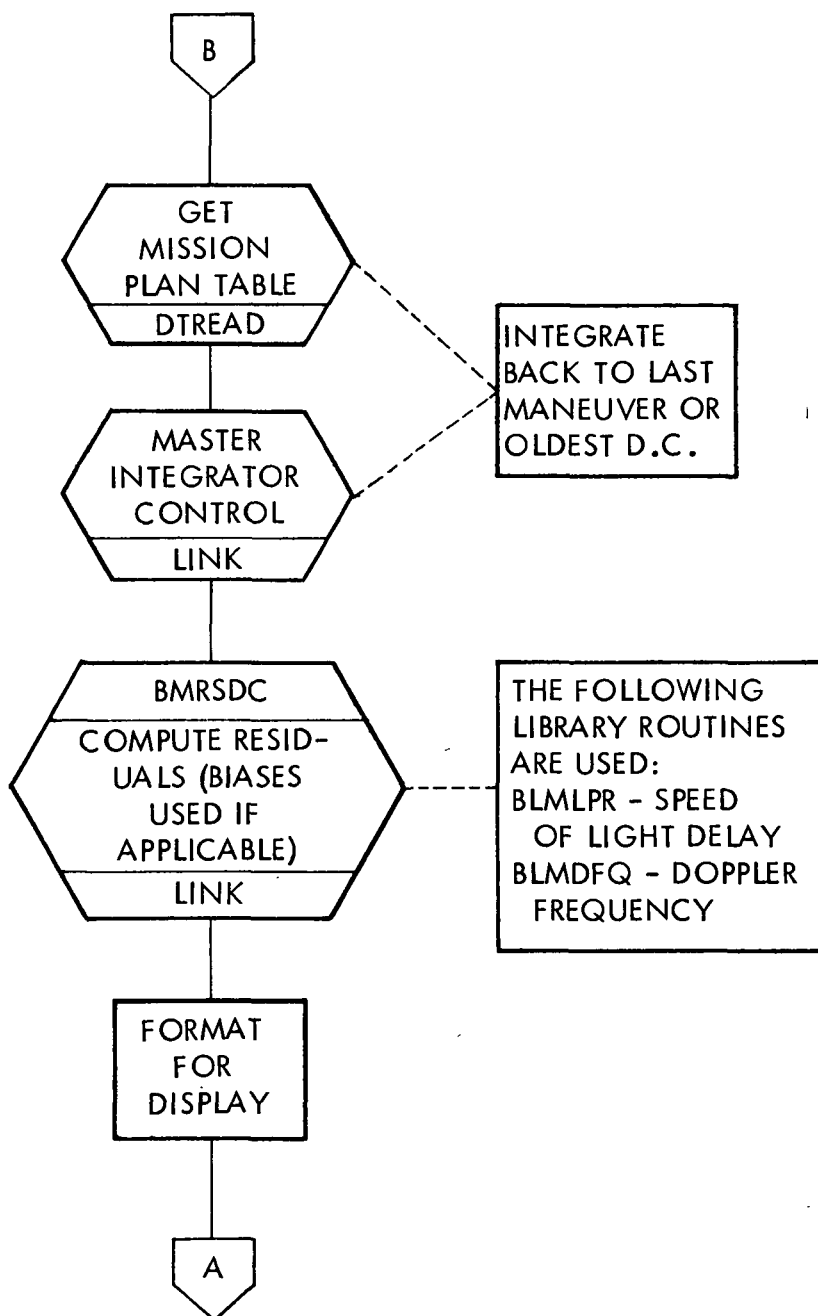 B
GET
MISSION
PLAN TABLE
DTREAD
INTEGRATE
BACK TO LAST
MANEUVER OR
OLDEST D.C.
MASTER
INTEGRATOR
CONTROL
LINK
BMRSDC
COMPUTE RESID-
UALS (BIASES
USED IF
APPLICABLE)
LINK
THE FOLLOWING
LIBRARY ROUTINES
ARE USED:
BLMLPR - SPEED
OF LIGHT DELAY
BLMDFQ - DOPPLER
FREQUENCY
FORMAT
FOR
DISPLAY
A